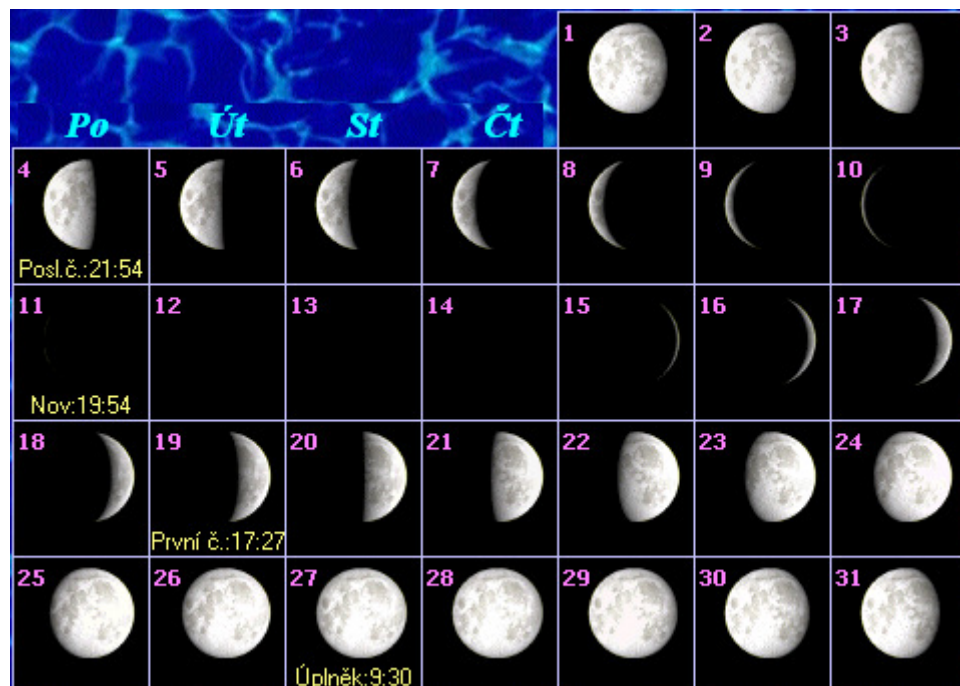 1 2 3
Po Út St Čt
4 5 6 7 8 9 10
Posl.č.:21:54
11 12 13 14 15 16 17
Nov:19:54
18 19 20 21 22 23 24
První č.:17:27
25 26 27 28 29 30 31
Úplněk:9:30